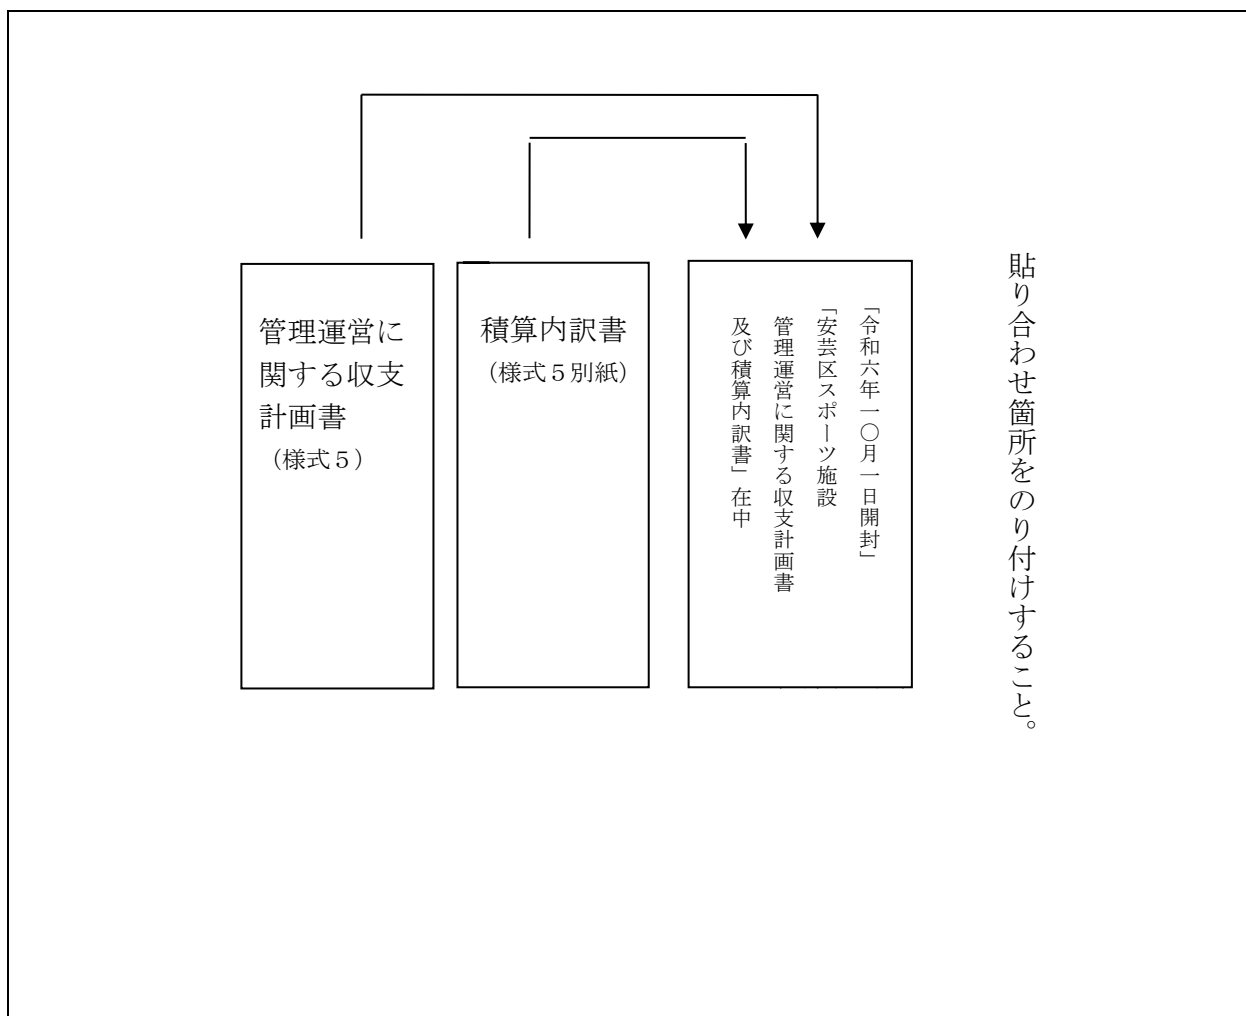 貼り合わせ箇所をのり付けすること。
「令和六年一〇月一日開封」
「安芸区スポーツ施設
管理運営に関する収支計画書
及び積算内訳書」在中
積算内訳書
（様式５別紙）
管理運営に
関する収支
計画書
（様式５）